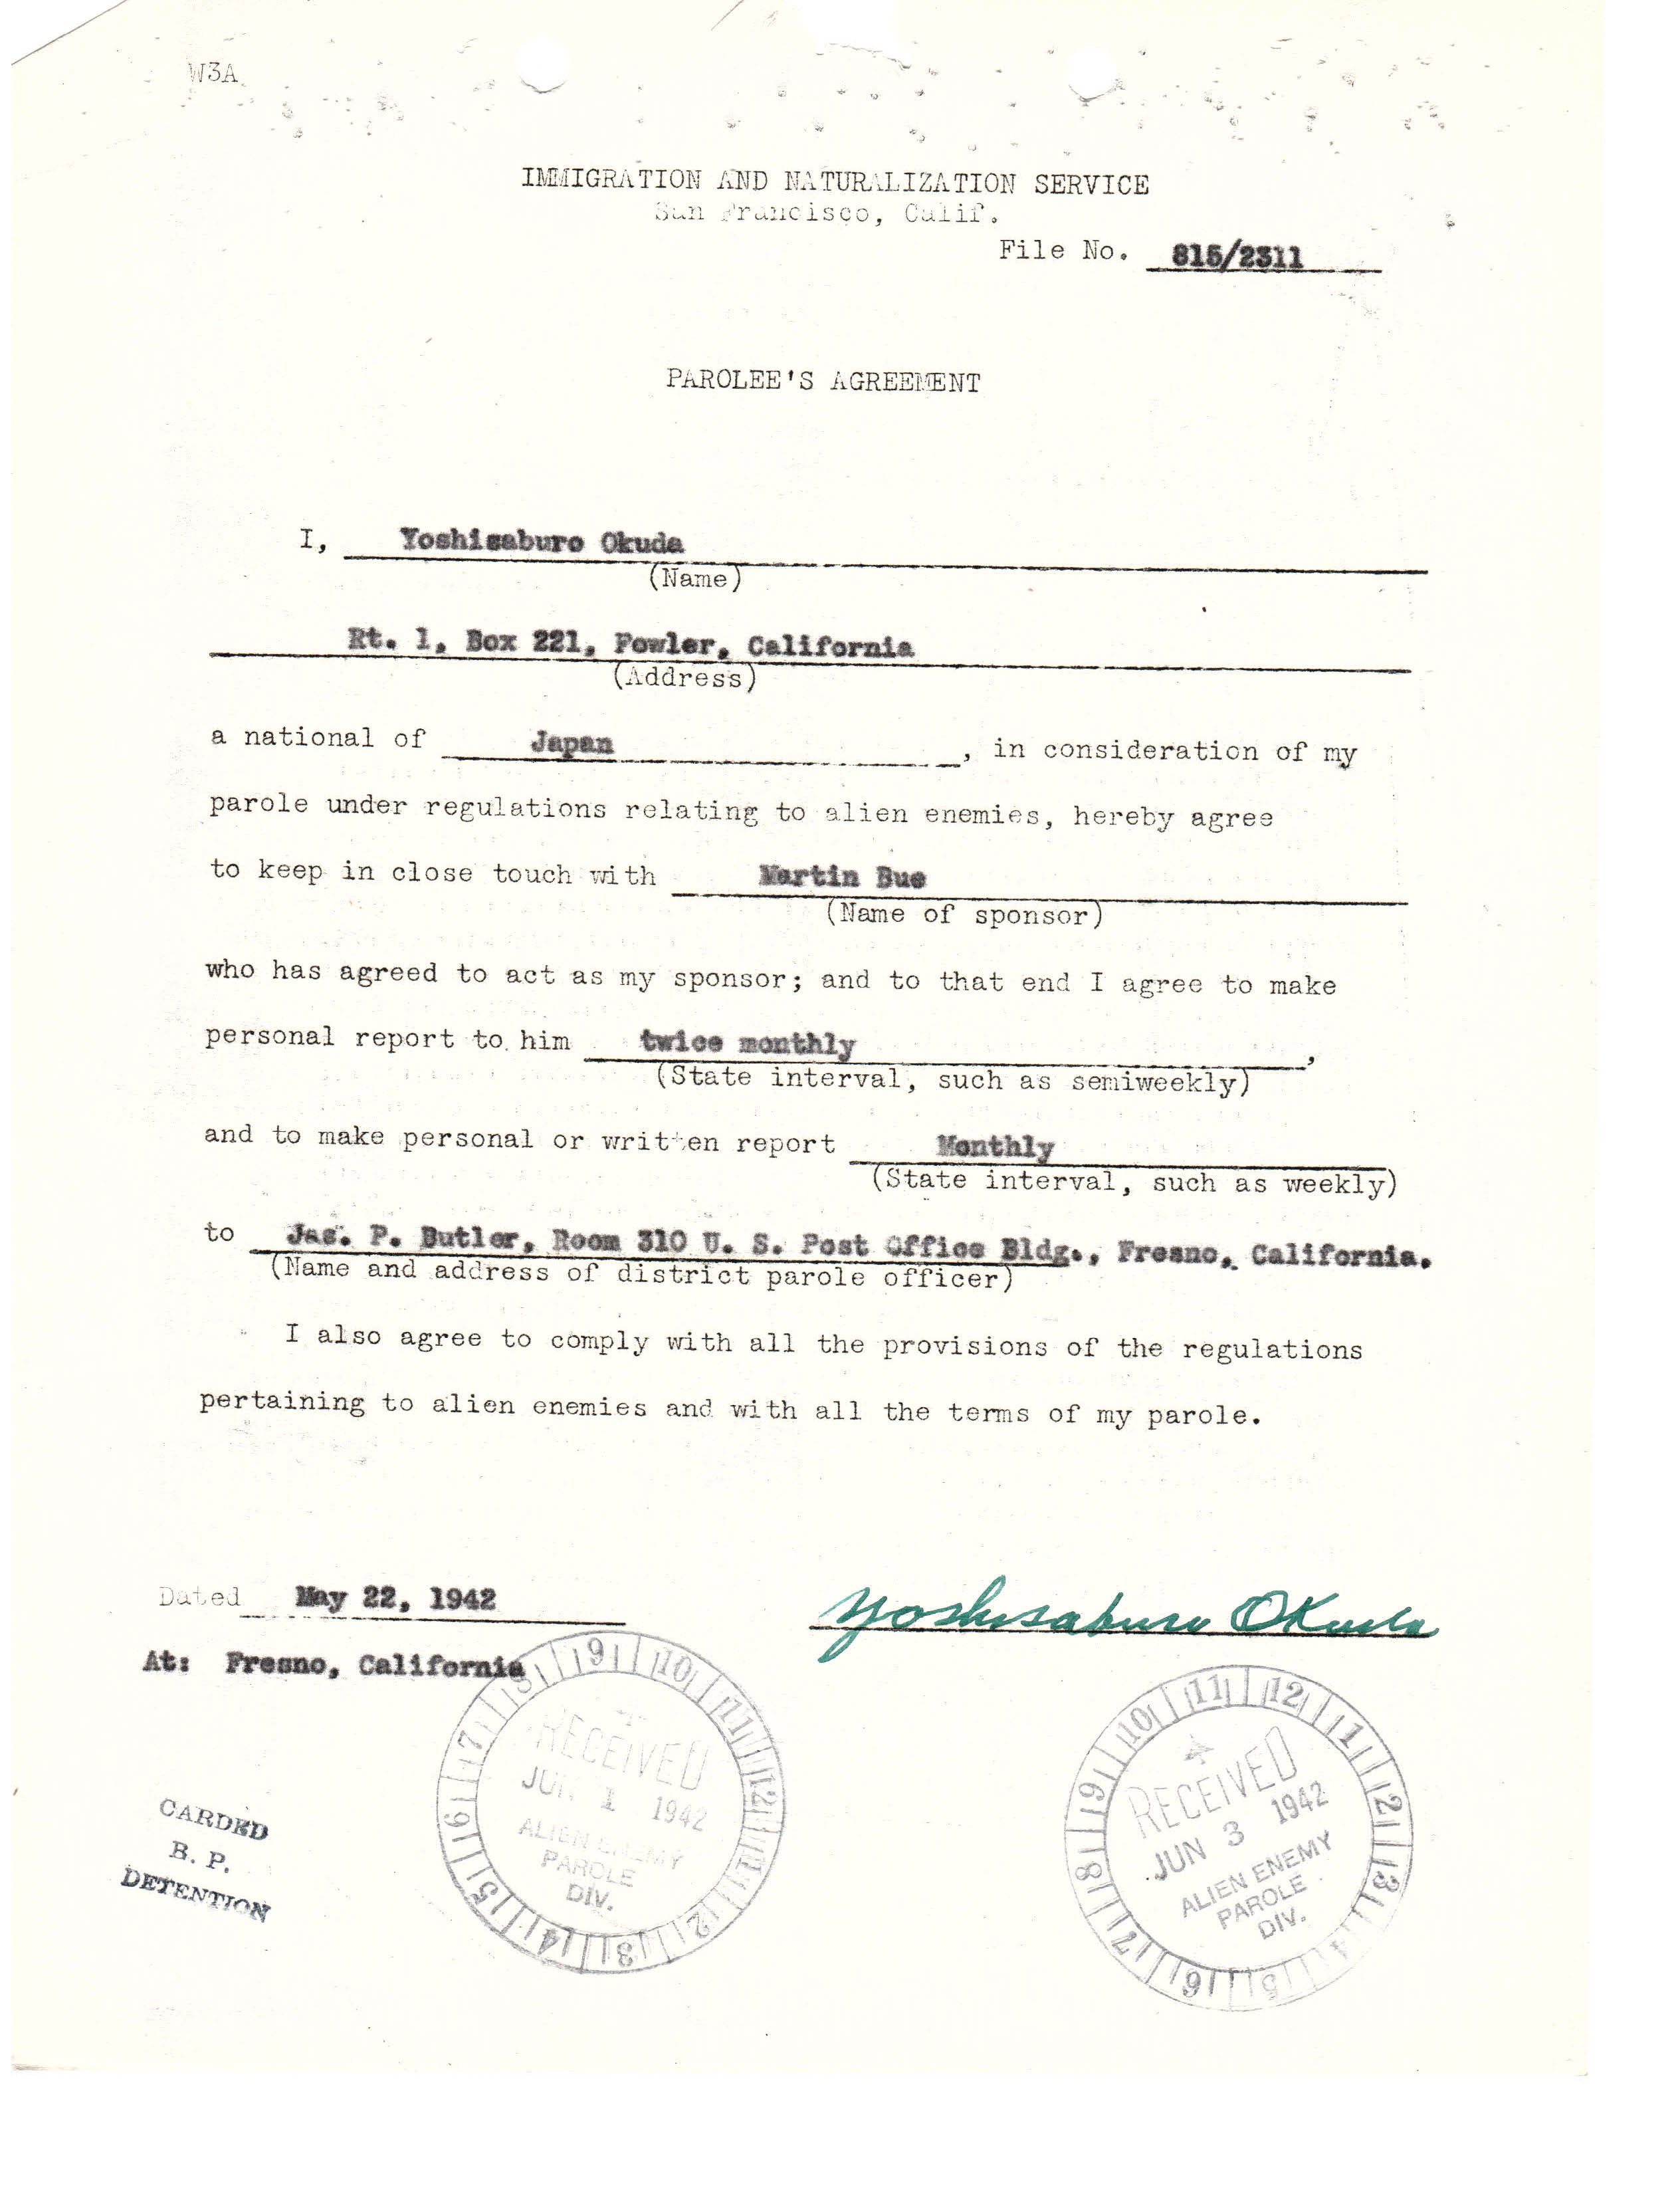 W3A
IMMIGRATION AND NATURALIZATION SERVICE
San Francisco, Calif.
File No. 815/2311
PAROLEE'S AGREEMENT
I, Yoshisaburo Okuda
(Name)
Rt. 1, Box 221, Fowler, California
(Address)
a national of Japan, in consideration of my
parole under regulations relating to alien enemies, hereby agree
to keep in close touch with Martin Bue
(Name of sponsor)
who has agreed to act as my sponsor; and to that end I agree to make
personal report to him twice monthly,
(State interval, such as semiweekly)
and to make personal or written report Monthly
(State interval, such as weekly)
to Jas. P. Butler, Room 310 U. S. Post Office Bldg., Fresno, California.
(Name and address of district parole officer)
I also agree to comply with all the provisions of the regulations
pertaining to alien enemies and with all the terms of my parole.
Dated May 22, 1942
Yoshisaburo Okuda
At: Fresno, California
CARDED
B. P.
DETENTION
8 9 10 11 12 1 2 3 4 5 6 7
RECEIVED
JUN 1 1942
ALIEN ENEMY
PAROLE
DIV.
10 11 12 1 2 3 4 5 6 7 8 9
RECEIVED
JUN 3 1942
ALIEN ENEMY
PAROLE
DIV.